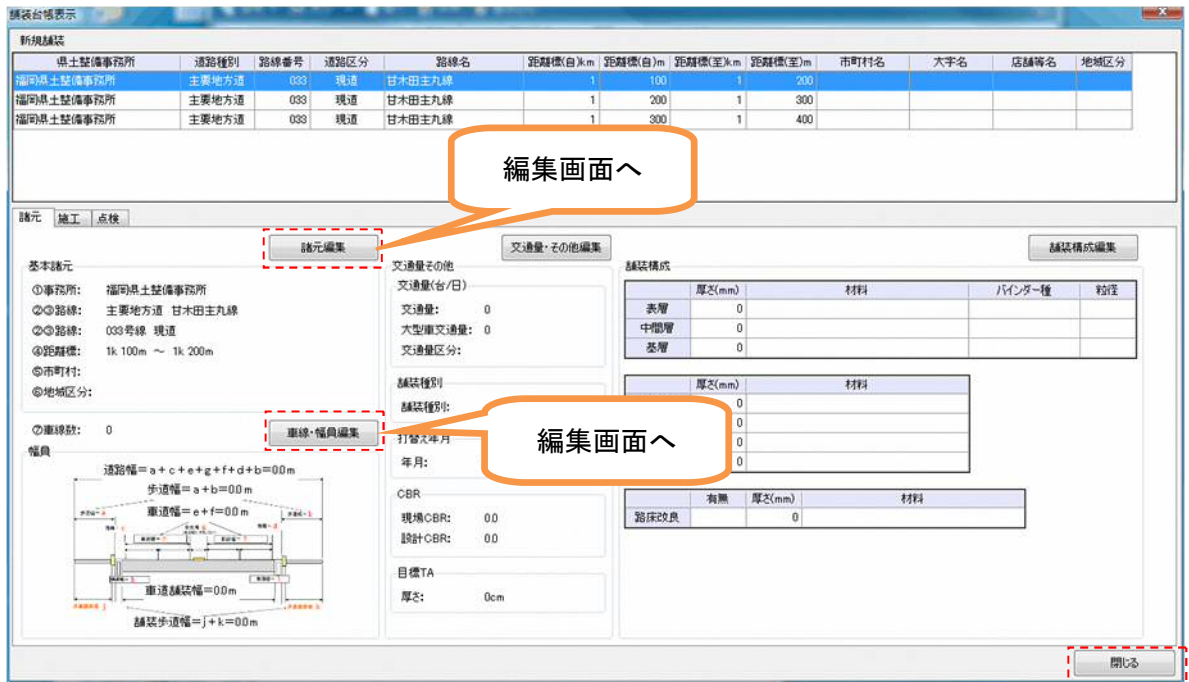 舗装台帳表示
新規舗装
県土整備事務所 道路種別 路線番号 道路区分 路線名 距離標(自)km 距離標(自)m 距離標(至)km 距離標(至)m 市町村名 大字名 店舗等名 地域区分
福岡県土整備事務所 主要地方道 033 現道 甘木田主丸線 1 100 1 200
福岡県土整備事務所 主要地方道 033 現道 甘木田主丸線 1 200 1 300
福岡県土整備事務所 主要地方道 033 現道 甘木田主丸線 1 300 1 400
編集画面へ
諸元 施工 点検
諸元編集 交通量・その他編集 舗装構成編集
基本諸元
①事務所: 福岡県土整備事務所
②③路線: 主要地方道 甘木田主丸線
②③路線: 033号線 現道
④距離標: 1k 100m ～ 1k 200m
⑤市町村:
⑥地域区分:
⑦車線数: 0
車線・幅員編集
幅員
道路幅=a+c+e+g+f+d+b=0.0m
歩道幅=a+b=0.0m
車道幅=e+f=0.0m
車道舗装幅=0.0m
舗装歩道幅=j+k=0.0m
交通量その他
交通量(台/日)
交通量: 0
大型車交通量: 0
交通量区分:
舗装種別
舗装種別:
編集画面へ
打替え年月
年月:
CBR
現場CBR: 0.0
設計CBR: 0.0
目標TA
厚さ: 0cm
舗装構成
厚さ(mm) 材料 バインダー種 粒径
表層 0
中間層 0
基層 0
厚さ(mm) 材料
0
0
0
0
有無 厚さ(mm) 材料
路床改良 0
閉じる